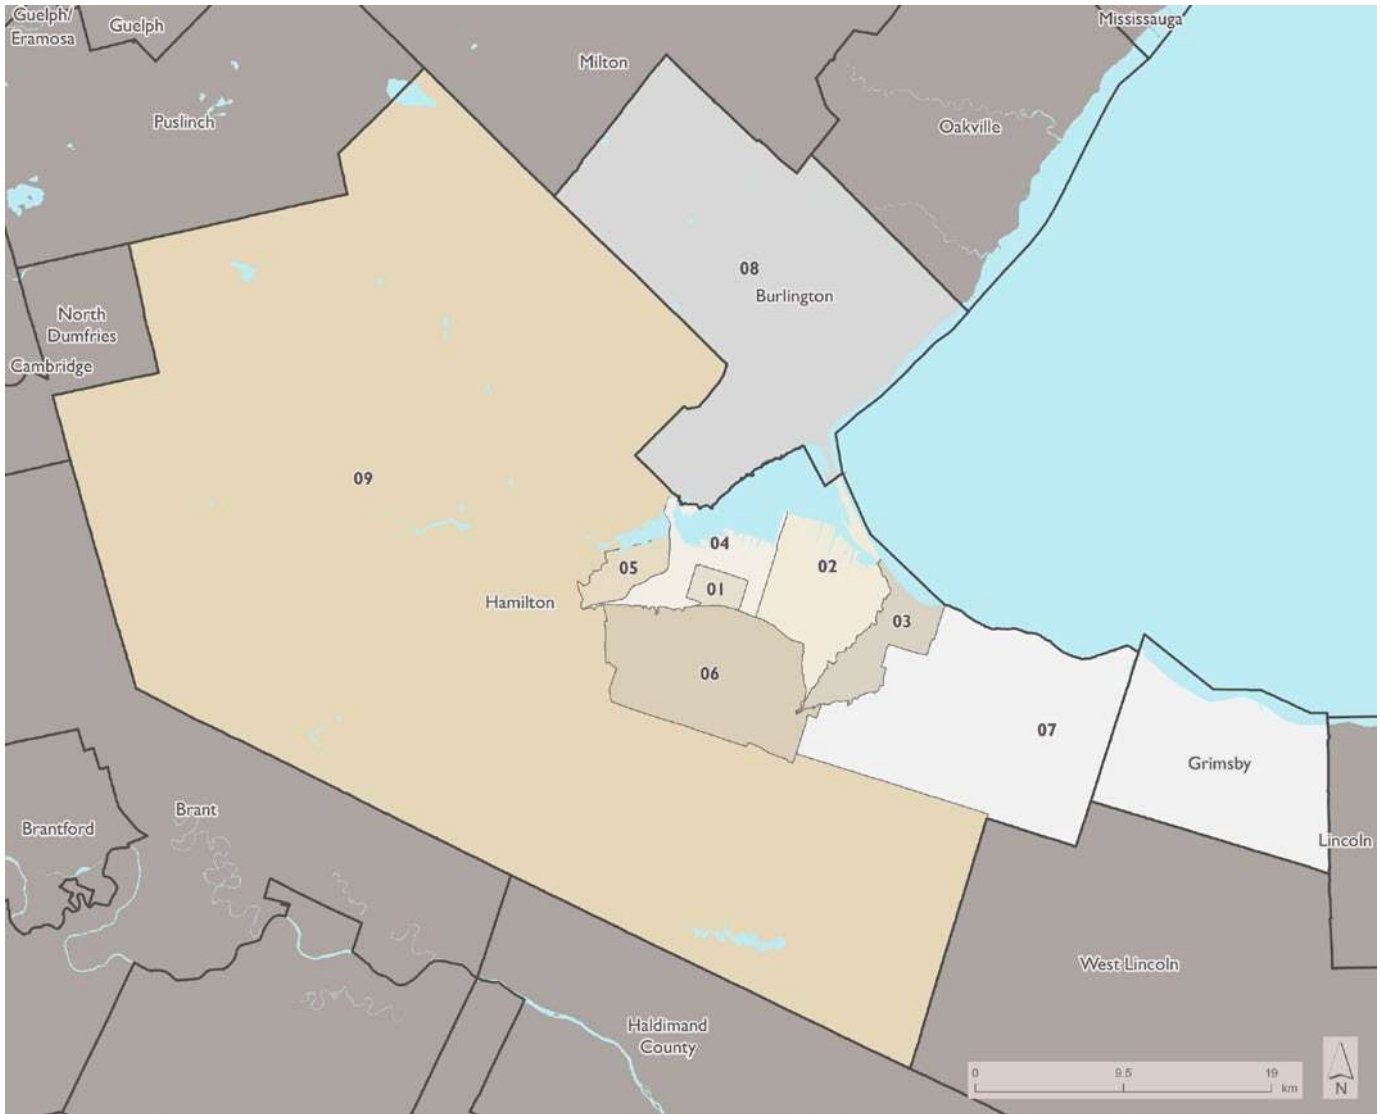 Guelph/
Eramosa
Guelph
Mississauga
Milton
Puslinch
Oakville
08
Burlington
North
Dumfries
Cambridge
09
04
02
05
01
Hamilton
03
06
07
Grimsby
Brant
Brantford
Lincoln
West Lincoln
Haldimand
County
0
9.5
19
km
N